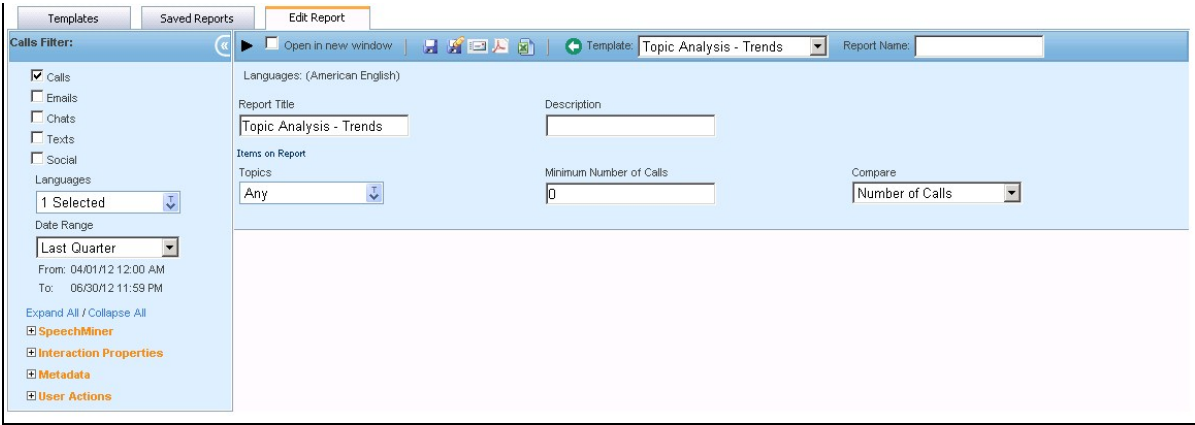 Templates Saved Reports Edit Report
Calls Filter:
Open in new window Template: Topic Analysis - Trends Report Name:
Calls
Emails
Chats
Texts
Social
Languages
1 Selected
Date Range
Last Quarter
From: 04/01/12 12:00 AM
To: 06/30/12 11:59 PM
Expand All / Collapse All
SpeechMiner
Interaction Properties
Metadata
User Actions
Languages: (American English)
Report Title Description
Topic Analysis - Trends
Items on Report
Topics Minimum Number of Calls Compare
Any 0 Number of Calls